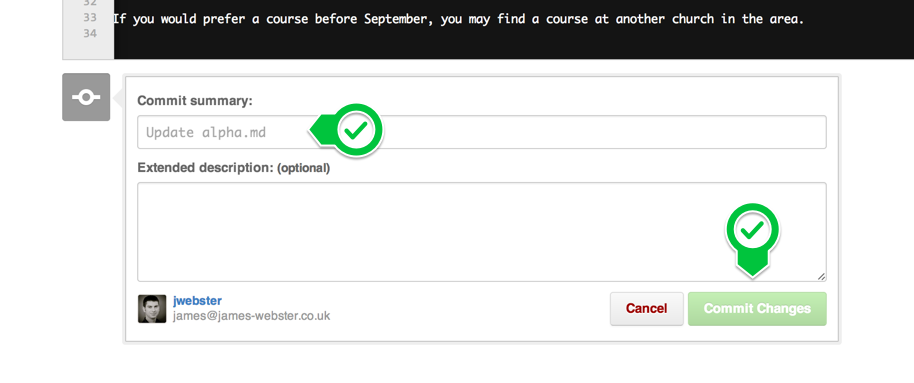 32
33 If you would prefer a course before September, you may find a course at another church in the area.
34
Commit summary:
Update alpha.md
Extended description: (optional)
jwebster
james@james-webster.co.uk
Cancel
Commit Changes